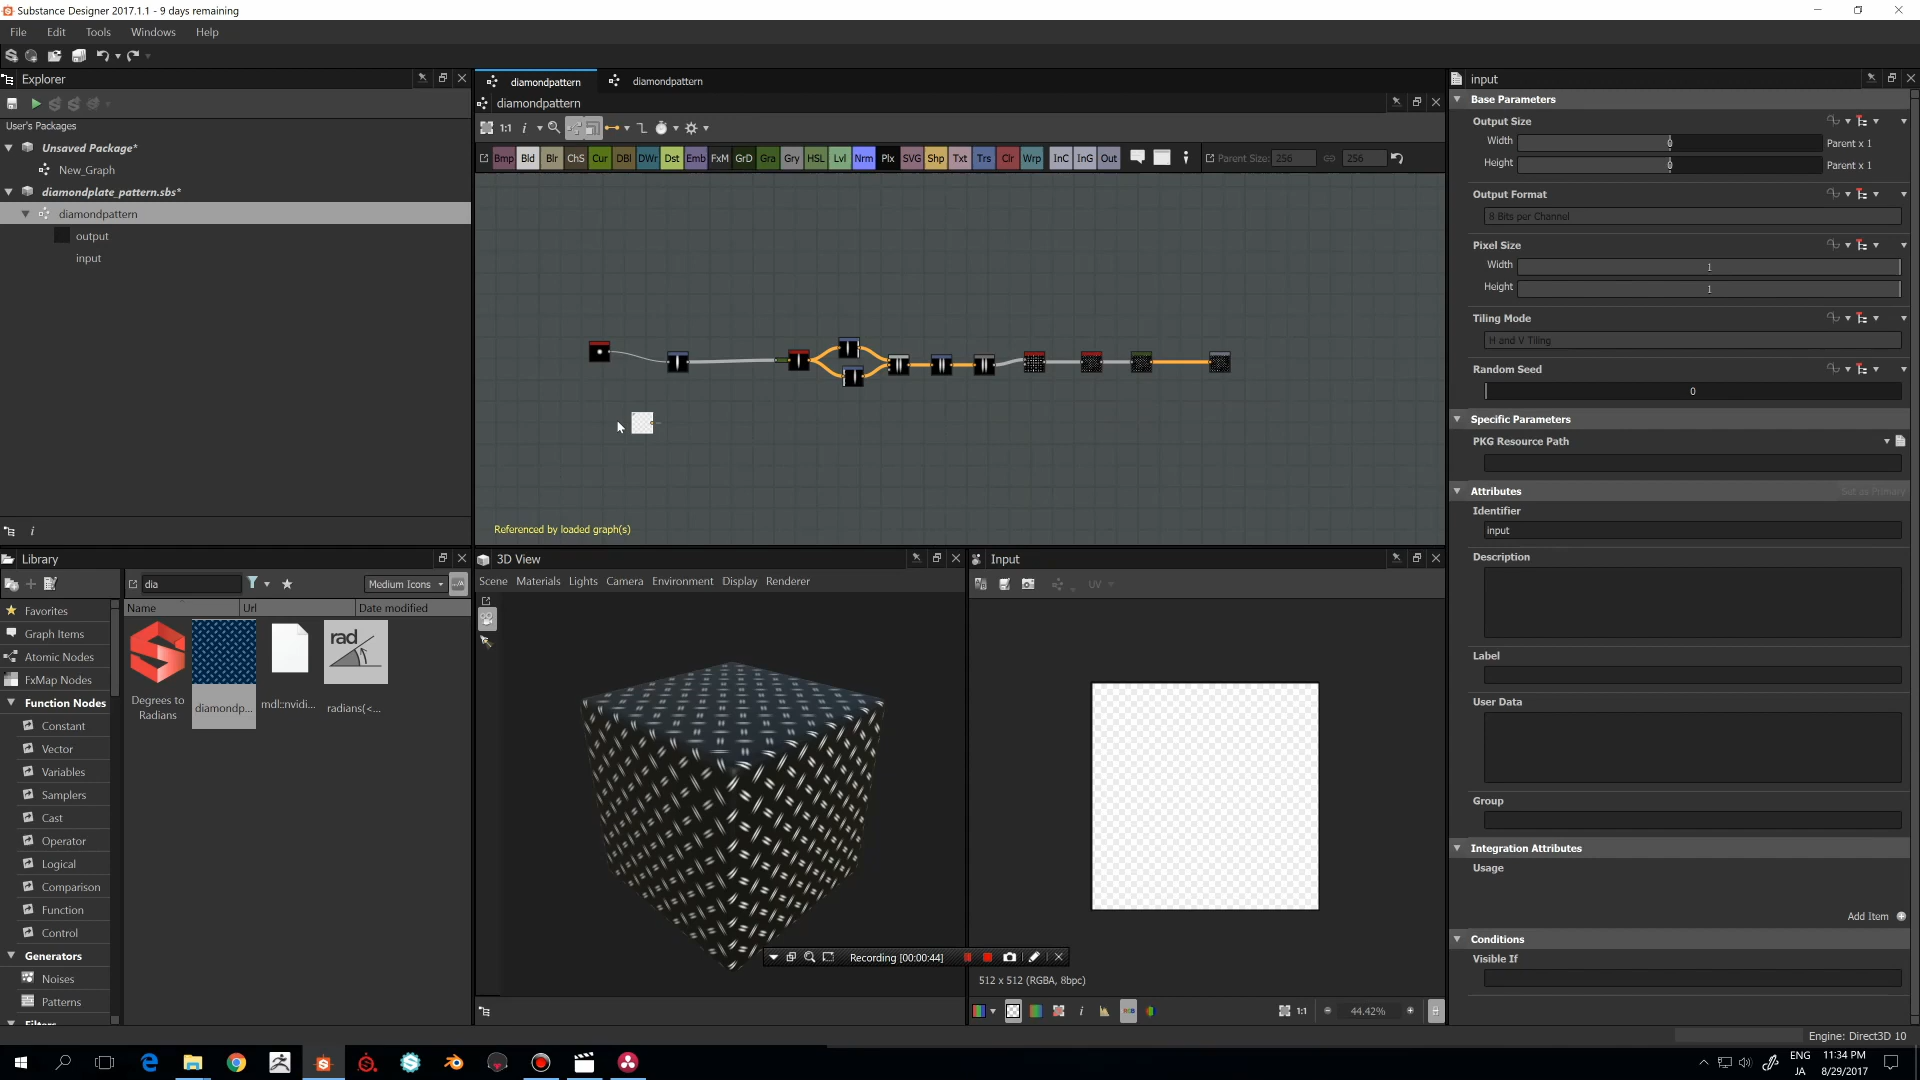 Substance Designer 2017.1.1 - 9 days remaining
File Edit Tools Windows Help
Explorer
User's Packages
Unsaved Package*
New_Graph
diamondplate_pattern.sbs*
diamondpattern
output
input
diamondpattern diamondpattern
diamondpattern
1:1 i
Bmp Bld Blr ChS Cur DBl DWr Dst Emb FxM GrD Gra Gry HSL Lvl Nrm Plx SVG Shp Txt Trs Clr Wrp InC InG Out Parent Size: 256 256
Referenced by loaded graph(s)
Library
dia
Medium Icons
Name Url Date modified
Favorites
Graph Items
Atomic Nodes
FxMap Nodes
Function Nodes
Constant
Vector
Variables
Samplers
Cast
Operator
Logical
Comparison
Function
Control
Generators
Noises
Patterns
Filters
rad
Degrees to
Radians
diamondp...
mdl::nvidi...
radians(<...
3D View
Scene Materials Lights Camera Environment Display Renderer
Recording [00:00:44]
Input
UV
512 x 512 (RGBA, 8bpc)
1:1 44.42%
input
Base Parameters
Output Size
Width 0 Parent x 1
Height 0 Parent x 1
Output Format
8 Bits per Channel
Pixel Size
Width 1
Height 1
Tiling Mode
H and V Tiling
Random Seed
0
Specific Parameters
PKG Resource Path
Attributes Set as Primary
Identifier
input
Description
Label
User Data
Group
Integration Attributes
Usage
Add Item
Conditions
Visible If
Engine: Direct3D 10
ENG 11:34 PM
JA 8/29/2017